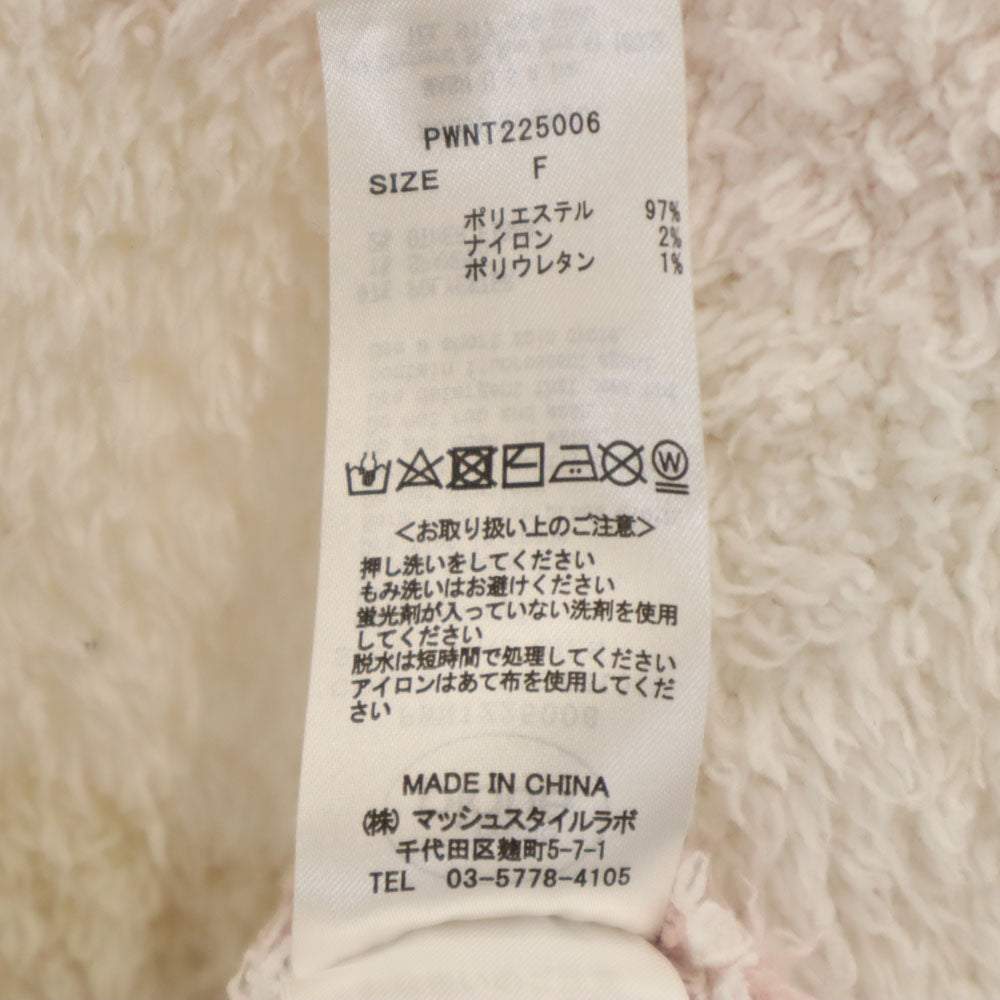 PWNT225006
SIZE F
ポリエステル 97%
ナイロン 2%
ポリウレタン 1%
W
<お取り扱い上のご注意>
押し洗いをしてください
もみ洗いはお避けください
蛍光剤が入っていない洗剤を使用
してください
脱水は短時間で処理してください
アイロンはあて布を使用してくだ
さい
MADE IN CHINA
(株) マッシュスタイルラボ
千代田区麹町5-7-1
TEL 03-5778-4105